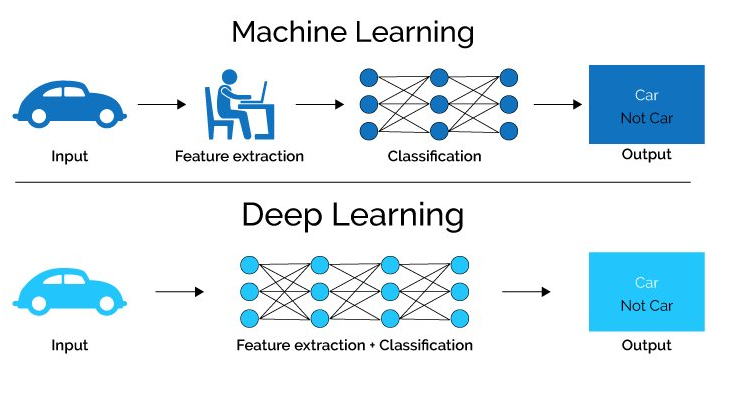 Machine Learning
Car
Not Car
Input
Feature extraction
Classification
Output
Deep Learning
Car
Not Car
Input
Feature extraction + Classification
Output